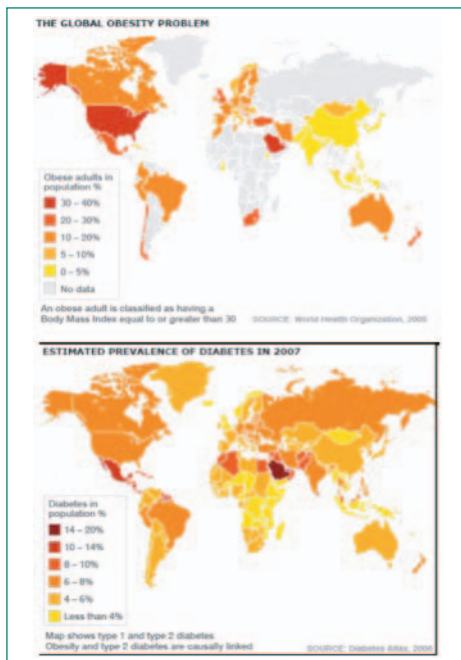 THE GLOBAL OBESITY PROBLEM
Obese adults in
population %
30 – 40%
20 – 30%
10 – 20%
5 – 10%
0 – 5%
No data
An obese adult is classified as having a
Body Mass Index equal to or greater than 30
SOURCE: World Health Organization, 2005
ESTIMATED PREVALENCE OF DIABETES IN 2007
Diabetes in
population %
14 – 20%
10 – 14%
8 – 10%
6 – 8%
4 – 6%
Less than 4%
Map shows type 1 and type 2 diabetes
Obesity and type 2 diabetes are causally linked
SOURCE: Diabetes Atlas, 2006